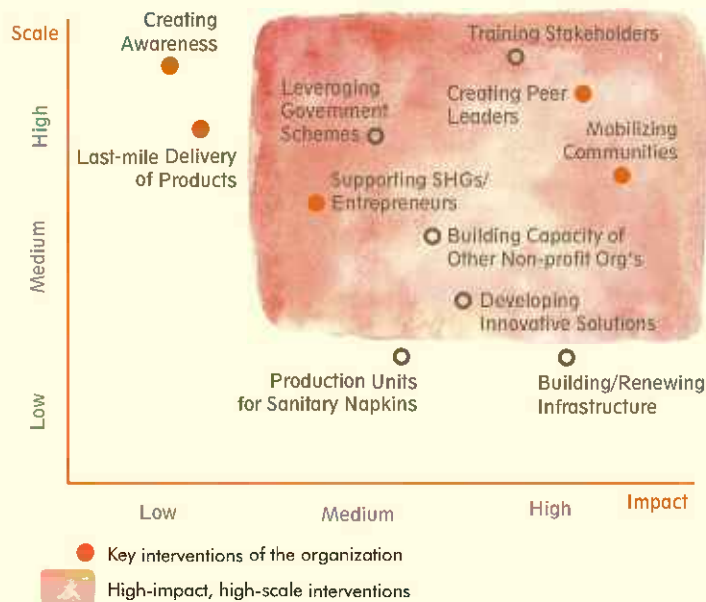 Scale
Creating
Awareness
Training Stakeholders
Leveraging
Government
Schemes
Creating Peer
Leaders
High
Mobilizing
Communities
Last-mile Delivery
of Products
Supporting SHGs/
Entrepreneurs
Medium
Building Capacity of
Other Non-profit Org's
Developing
Innovative Solutions
Production Units
for Sanitary Napkins
Building/Renewing
Infrastructure
Low
Low
Medium
High
Impact
Key interventions of the organization
High-impact, high-scale interventions